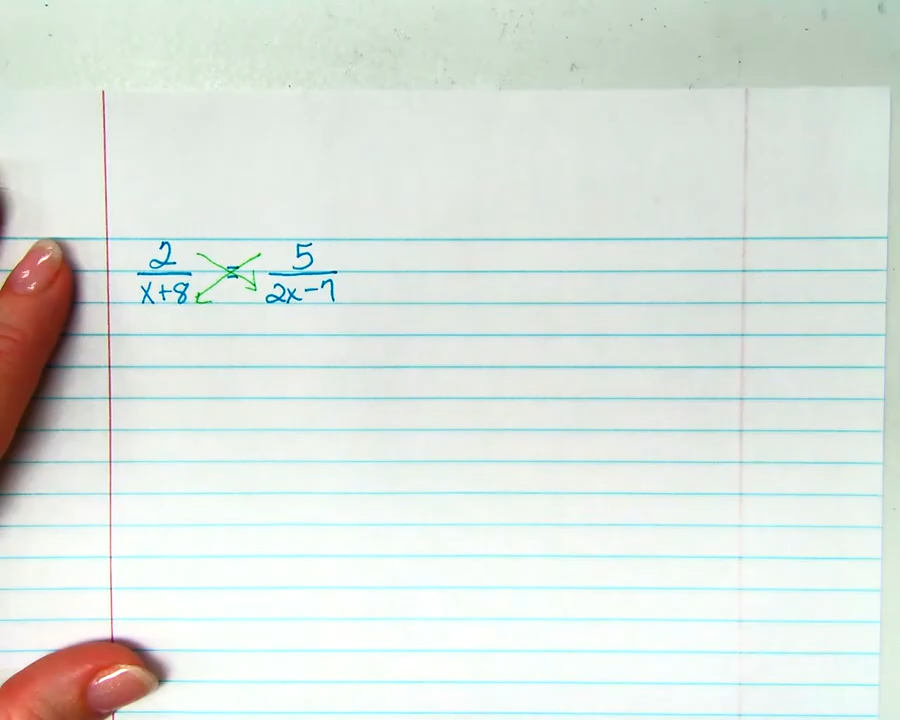 2/(x+8) = 5/(2x-7)